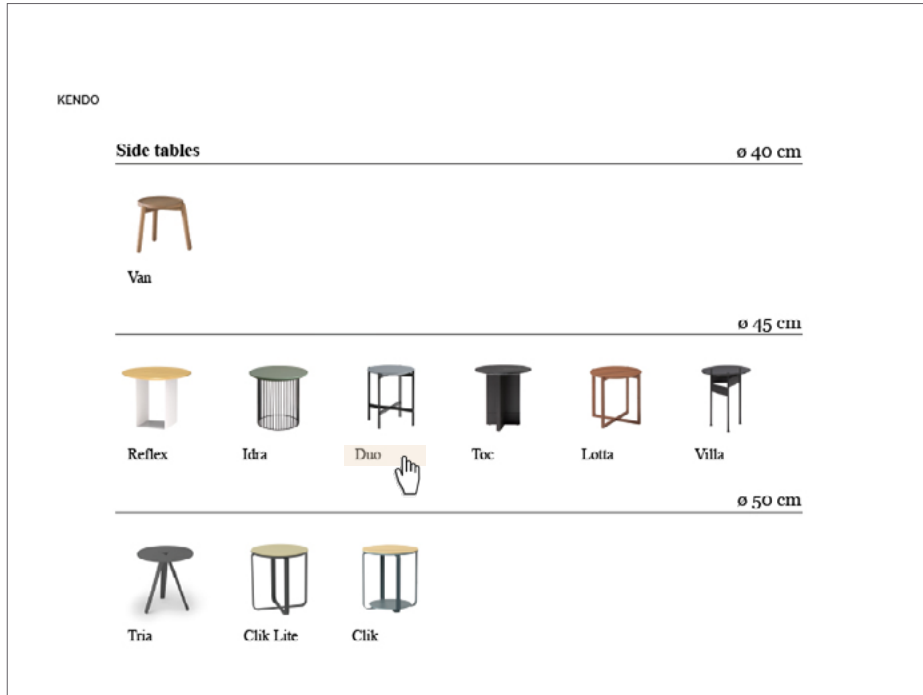 KENDO
Side tables ø 40 cm
Van
ø 45 cm
Reflex Idra Duo Toc Lotta Villa
ø 50 cm
Tria Clik Lite Clik